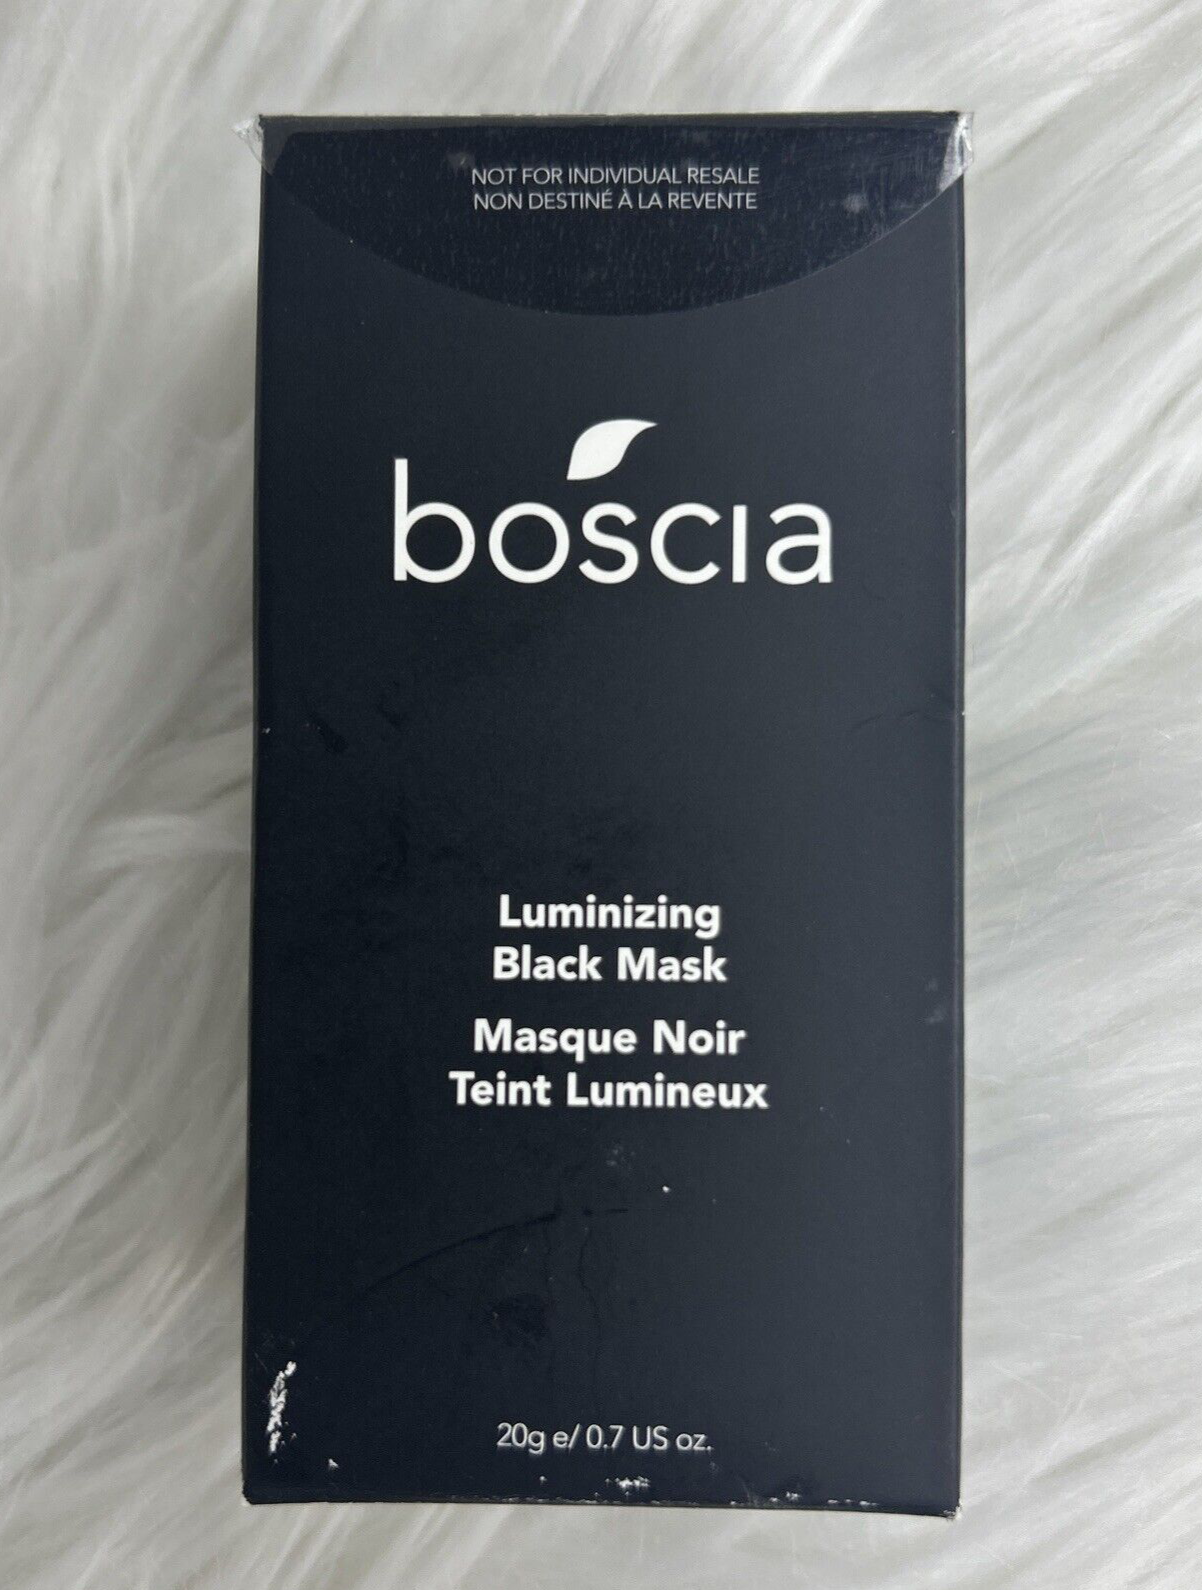 NOT FOR INDIVIDUAL RESALE
NON DESTINÉ À LA REVENTE
boscia
Luminizing
Black Mask
Masque Noir
Teint Lumineux
20g e/ 0.7 US oz.